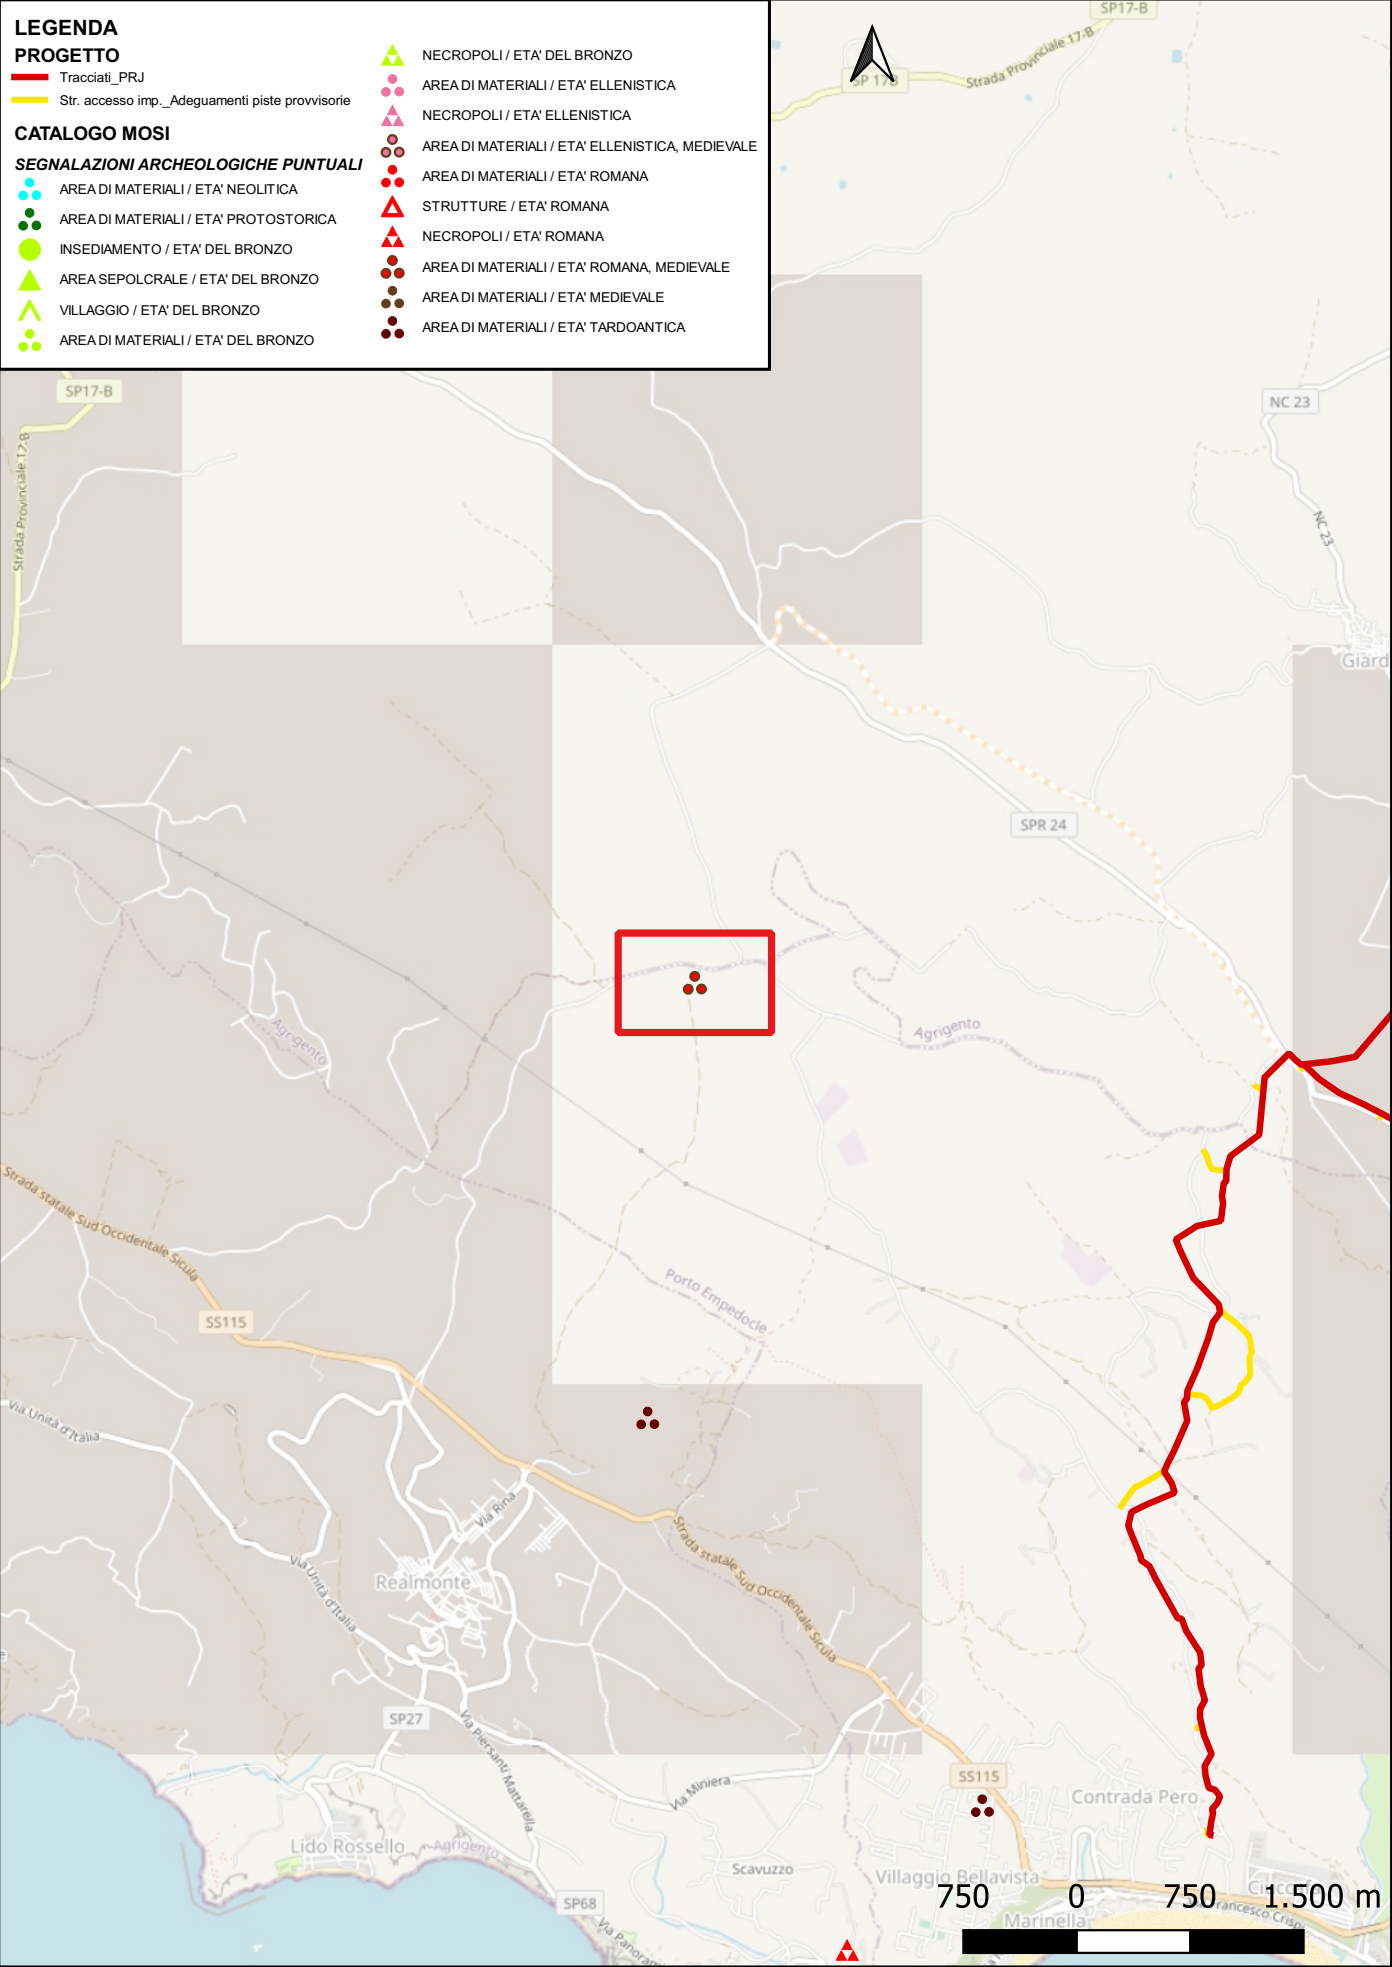 LEGENDA
PROGETTO
Tracciati_PRJ
Str. accesso imp._Adeguamenti piste provvisorie
CATALOGO MOSI
SEGNALAZIONI ARCHEOLOGICHE PUNTUALI
AREA DI MATERIALI / ETA' NEOLITICA
AREA DI MATERIALI / ETA' PROTOSTORICA
INSEDIAMENTO / ETA' DEL BRONZO
AREA SEPOLCRALE / ETA' DEL BRONZO
VILLAGGIO / ETA' DEL BRONZO
AREA DI MATERIALI / ETA' DEL BRONZO
NECROPOLI / ETA' DEL BRONZO
AREA DI MATERIALI / ETA' ELLENISTICA
NECROPOLI / ETA' ELLENISTICA
AREA DI MATERIALI / ETA' ELLENISTICA, MEDIEVALE
AREA DI MATERIALI / ETA' ROMANA
STRUTTURE / ETA' ROMANA
NECROPOLI / ETA' ROMANA
AREA DI MATERIALI / ETA' ROMANA, MEDIEVALE
AREA DI MATERIALI / ETA' MEDIEVALE
AREA DI MATERIALI / ETA' TARDOANTICA
SP17-B
Strada Provinciale 17-B
SP 17B
SP17-B
Strada Provinciale 17-B
NC 23
NC 23
Giard
SPR 24
Agrigento
Agrigento
Strada statale Sud Occidentale Sicula
Porto Empedocle
SS115
Via Unità d'Italia
Via Rina
Strada statale Sud Occidentale Sicula
Realmonte
Via Unità d'Italia
SP27
Via Piersanti Mattarella
Via Miniera
SS115
Contrada Pero
Lido Rossello
Agrigento
Scavuzzo
Villaggio Bellavista
SP68
Marinella
Via Panoram
rancesco Crispi
750 0 750 1.500 m